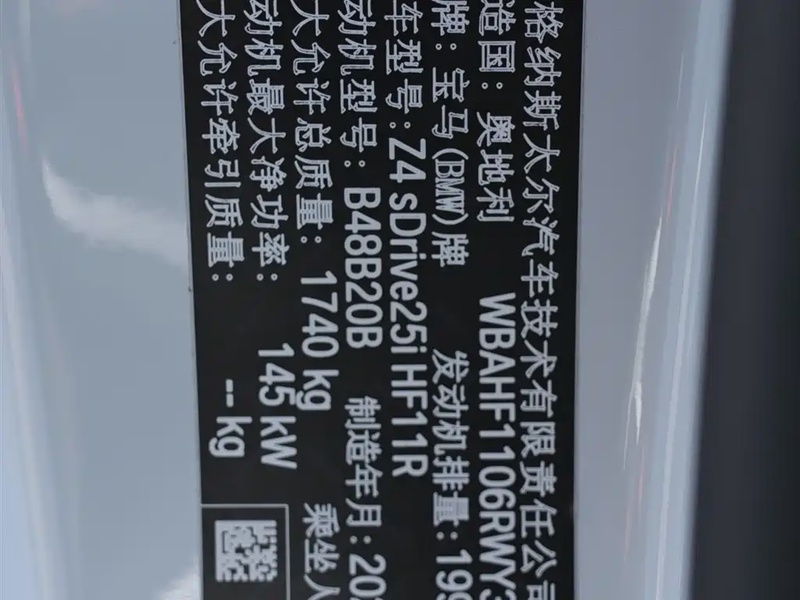 格纳斯太尔汽车技术有限责任公司
造国：奥地利 WBAHF1106RWY3
牌：宝马(BMW)牌 发动机排量：199
车型号：Z4 sDrive25i HF11R
动机型号：B48B20B 制造年月：202
大允许总质量：1740 kg 乘坐人
动机最大净功率：145 kW
大允许牵引质量：-- kg